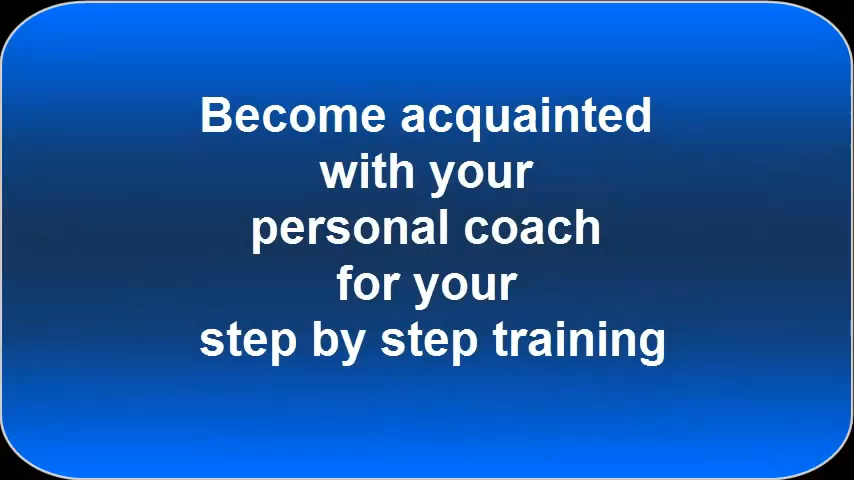 Become acquainted
with your
personal coach
for your
step by step training